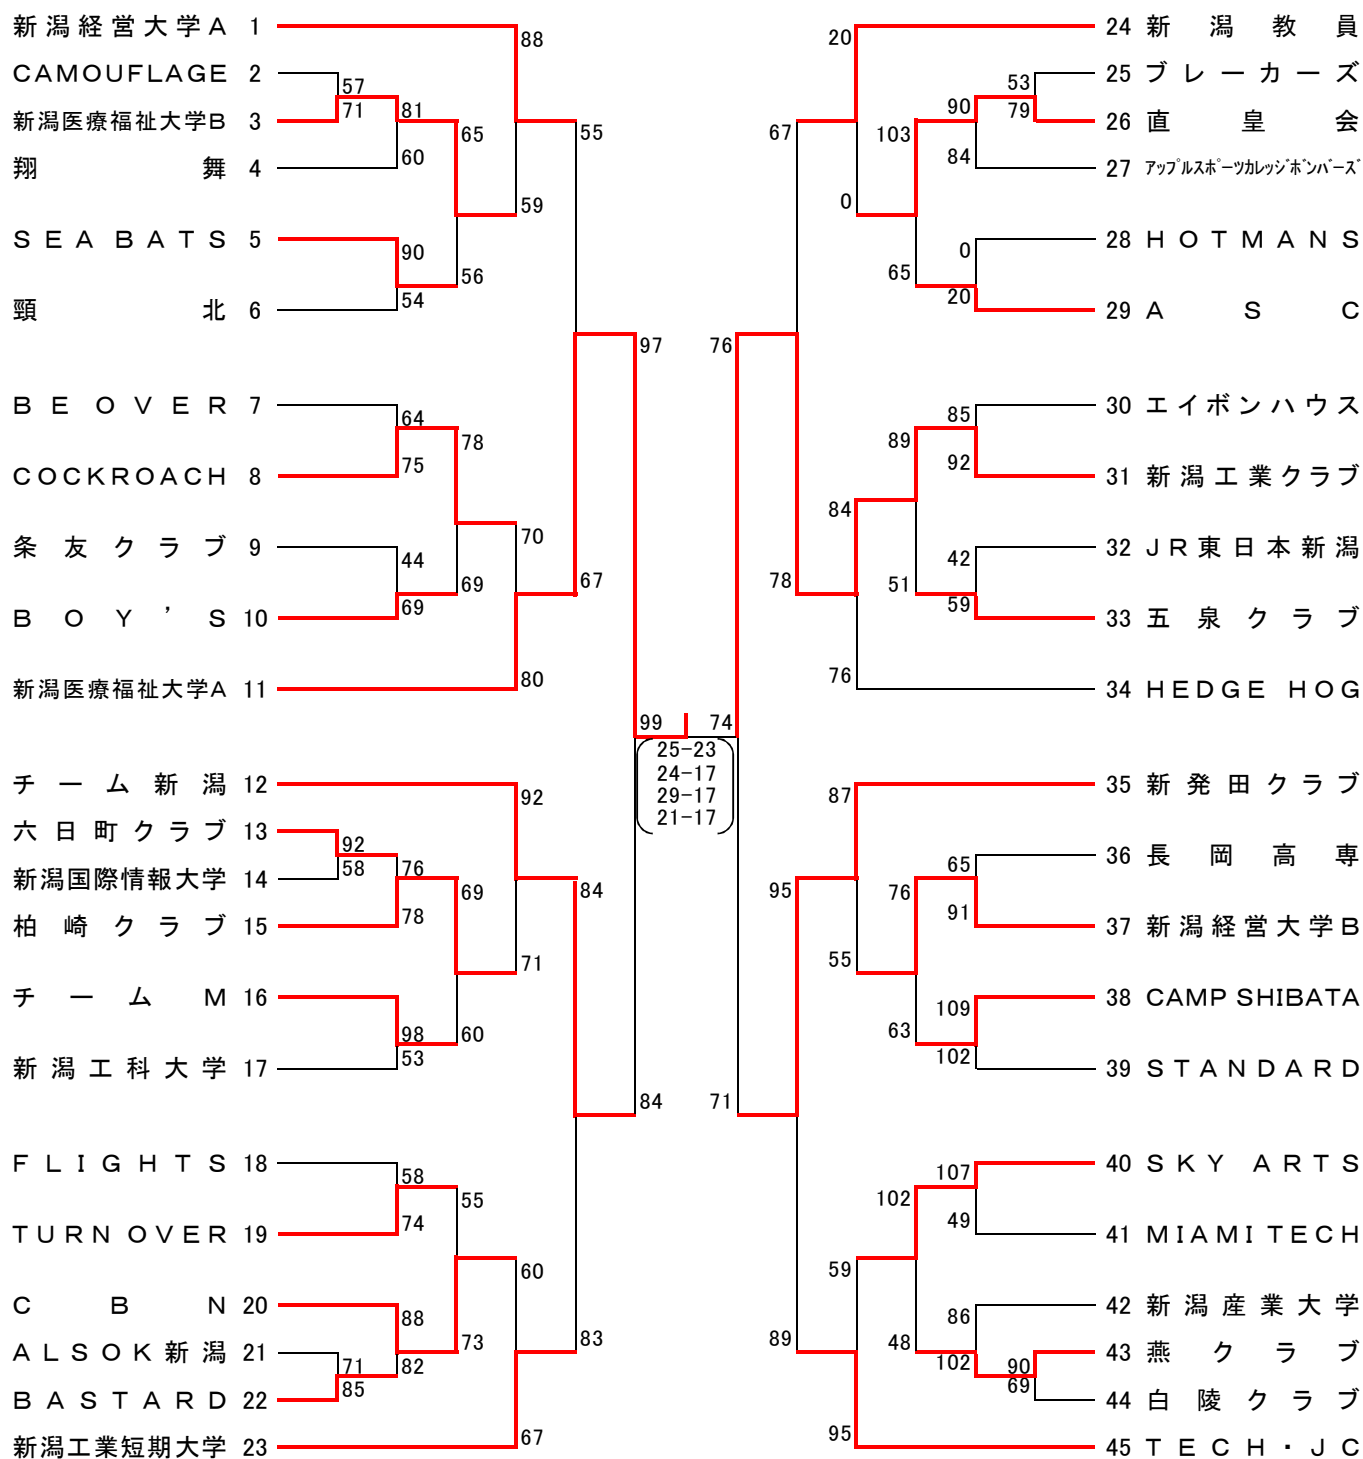 新潟経営大学A 1
CAMOUFLAGE 2
新潟医療福祉大学B 3
翔舞 4
SEA BATS 5
頸北 6
BE OVER 7
COCKROACH 8
条友クラブ 9
BOY'S 10
新潟医療福祉大学A 11
チーム新潟 12
六日町クラブ 13
新潟国際情報大学 14
柏崎クラブ 15
チームM 16
新潟工科大学 17
FLIGHTS 18
TURN OVER 19
CBN 20
ALSOK新潟 21
BASTARD 22
新潟工業短期大学 23
88
57
71
81
65
55
60
59
90
56
54
97
64
78
75
70
44
69
67
69
80
92
92
76
58
69
84
78
71
98
60
53
84
58
55
74
60
88
73
83
71
82
85
67
99 74
25-23
24-17
29-17
21-17
20
53
90
79
67
103
84
0
0
65
20
76
85
89
92
84
42
78
51
59
76
87
65
95
76
91
55
109
63
102
71
107
102
49
59
86
89
48
102
90
69
95
24 新潟教員
25 ブレーカーズ
26 直皇会
27 アップルスポーツカレッジボンバーズ
28 HOTMANS
29 ASC
30 エイボンハウス
31 新潟工業クラブ
32 JR東日本新潟
33 五泉クラブ
34 HEDGE HOG
35 新発田クラブ
36 長岡高専
37 新潟経営大学B
38 CAMP SHIBATA
39 STANDARD
40 SKY ARTS
41 MIAMI TECH
42 新潟産業大学
43 燕クラブ
44 白陵クラブ
45 TECH・JC